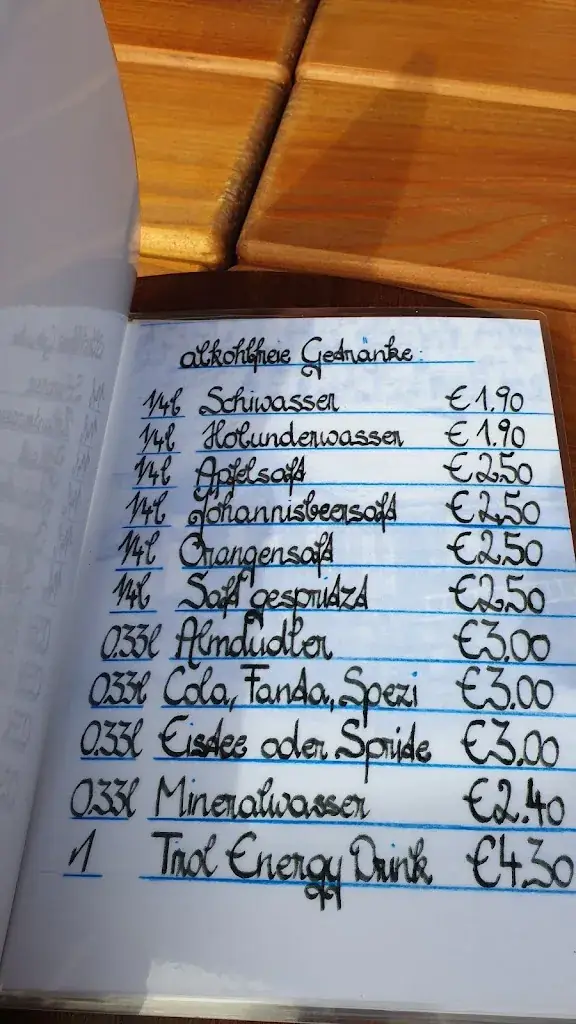 alkohlfreie Getränke:
1/4l Schiwasser € 1.90
1/4l Holunderwasser € 1.90
1/4l Apfelsaft € 2.50
1/4l Johannisbeersaft € 2.50
1/4l Orangensaft € 2.50
1/4l Saft gespritzt € 2.50
0.33l Almdudler € 3.00
0.33l Cola, Fanta, Spezi € 3.00
0.33l Eistee oder Sprite € 3.00
0.33l Mineralwasser € 2.40
1 Tirol Energy Drink € 4.30